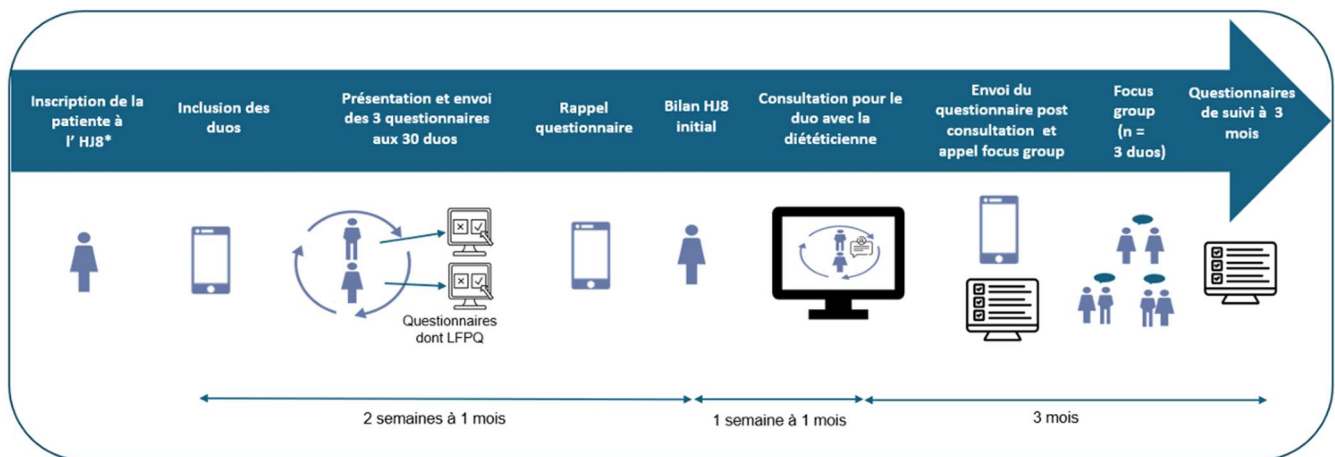 Inscription de la
patiente à
l' HJ8*
Inclusion des
duos
Présentation et envoi
des 3 questionnaires
aux 30 duos
Rappel
questionnaire
Bilan HJ8
initial
Consultation pour le
duo avec la
diététicienne
Envoi du
questionnaire post
consultation et
appel focus group
Focus
group
(n =
3 duos)
Questionnaires
de suivi à 3
mois
Questionnaires
dont LFPQ
2 semaines à 1 mois
1 semaine à 1 mois
3 mois